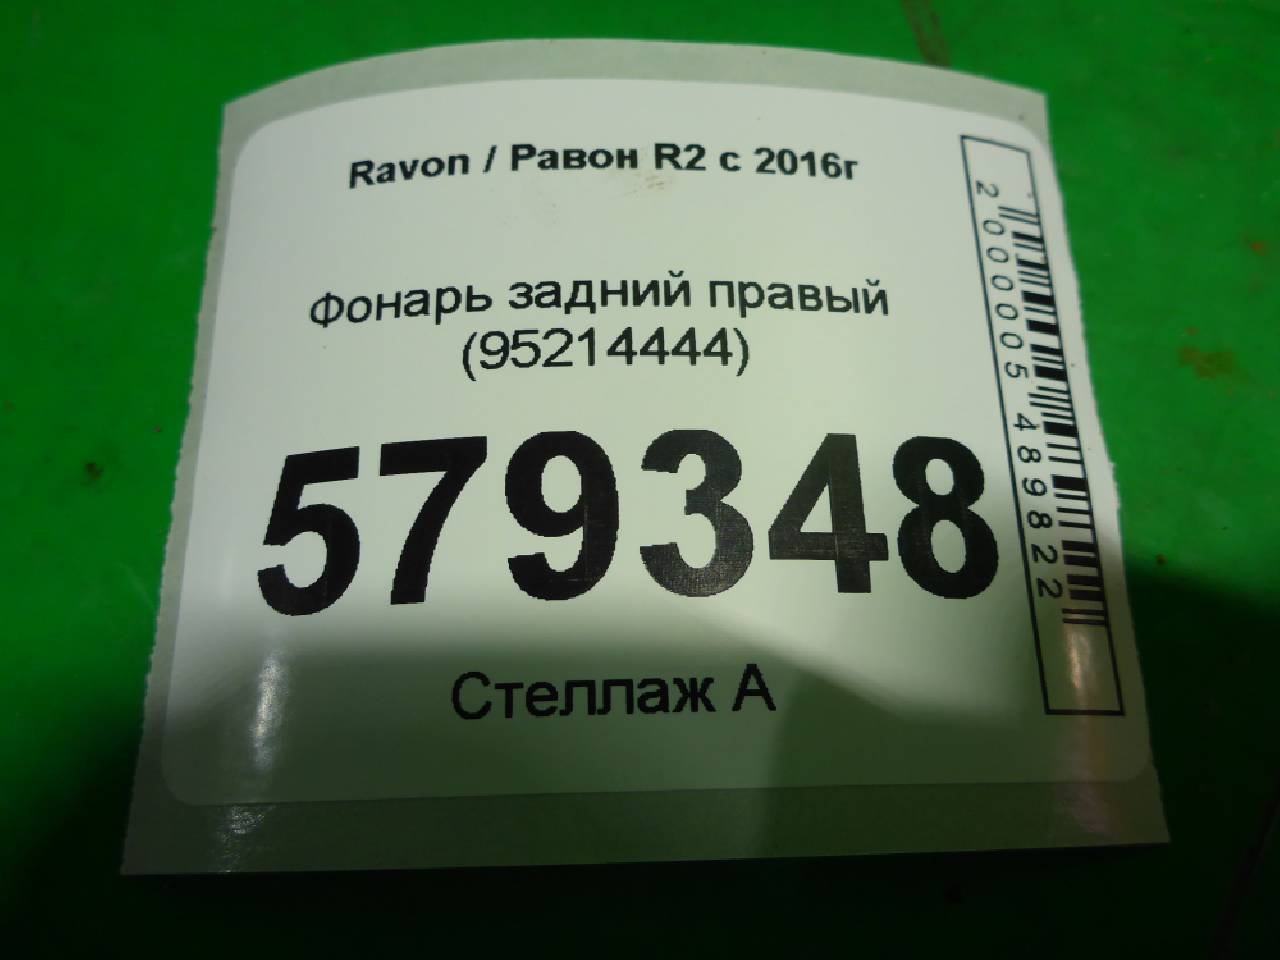 Ravon / Равон R2 с 2016г
Фонарь задний правый
(95214444)
579348
Стеллаж А
2000005489822